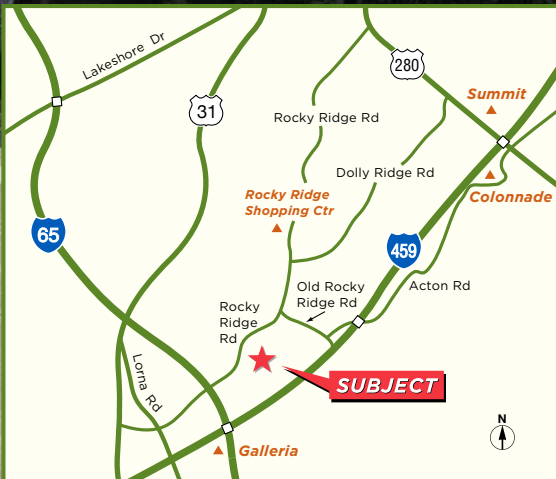 Lakeshore Dr
280
Summit
31
Rocky Ridge Rd
Dolly Ridge Rd
Colonnade
Rocky Ridge
Shopping Ctr
65
459
Old Rocky
Ridge Rd
Acton Rd
Rocky
Ridge
Rd
Lorna Rd
SUBJECT
N
Galleria